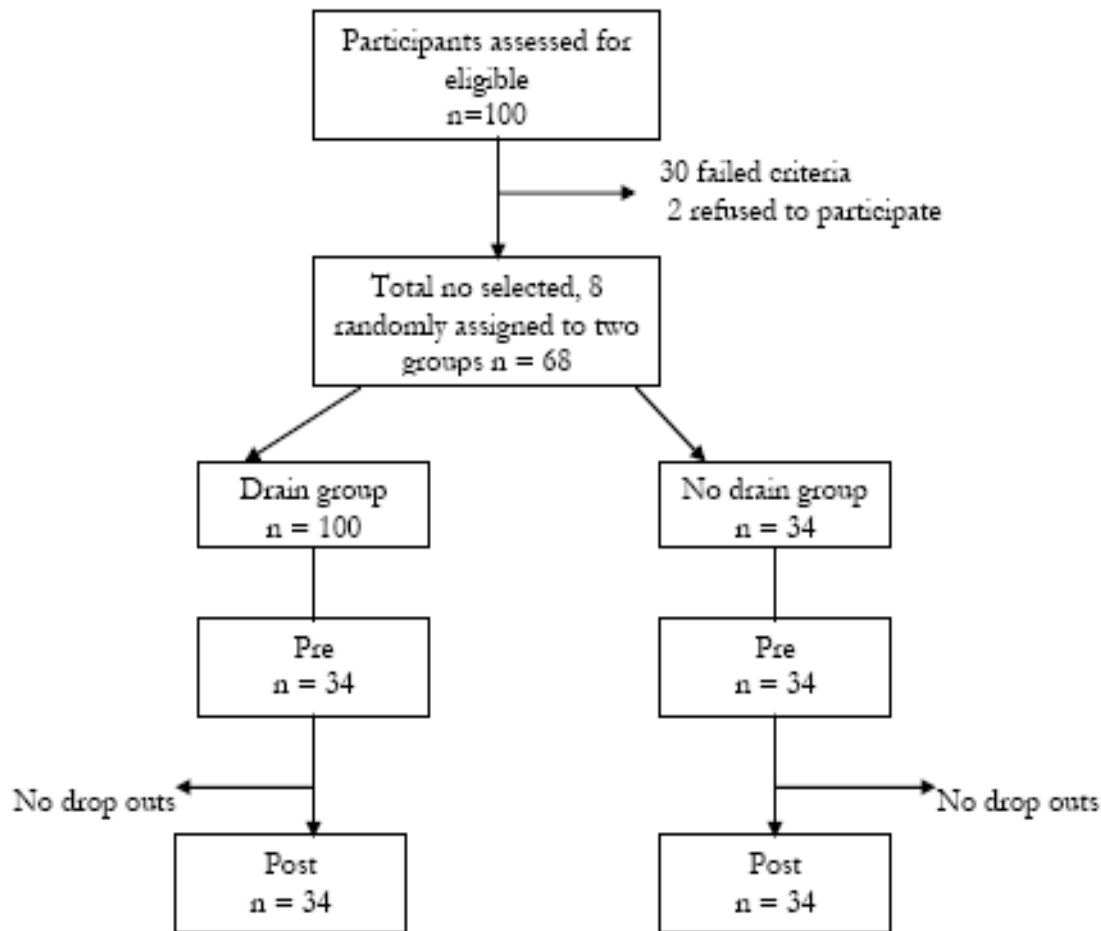 Participants assessed for
eligible
n=100
30 failed criteria
2 refused to participate
Total no selected, 8
randomly assigned to two
groups n = 68
Drain group
n = 100
No drain group
n = 34
Pre
n = 34
Pre
n = 34
No drop outs
No drop outs
Post
n = 34
Post
n = 34